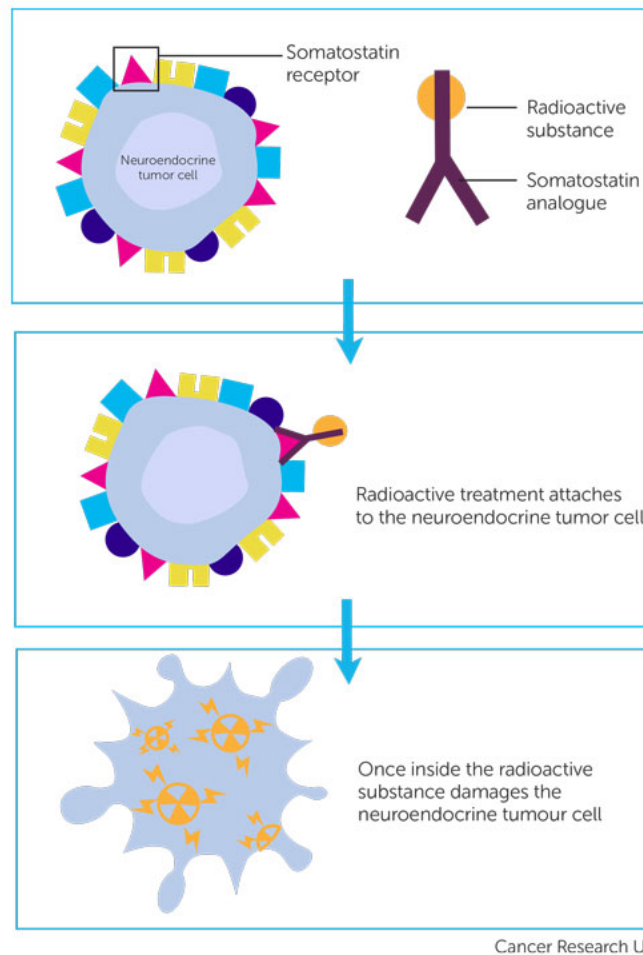 Somatostatin
receptor
Neuroendocrine
tumor cell
Radioactive
substance
Somatostatin
analogue
Radioactive treatment attaches
to the neuroendocrine tumor cell
Once inside the radioactive
substance damages the
neuroendocrine tumour cell
Cancer Research U